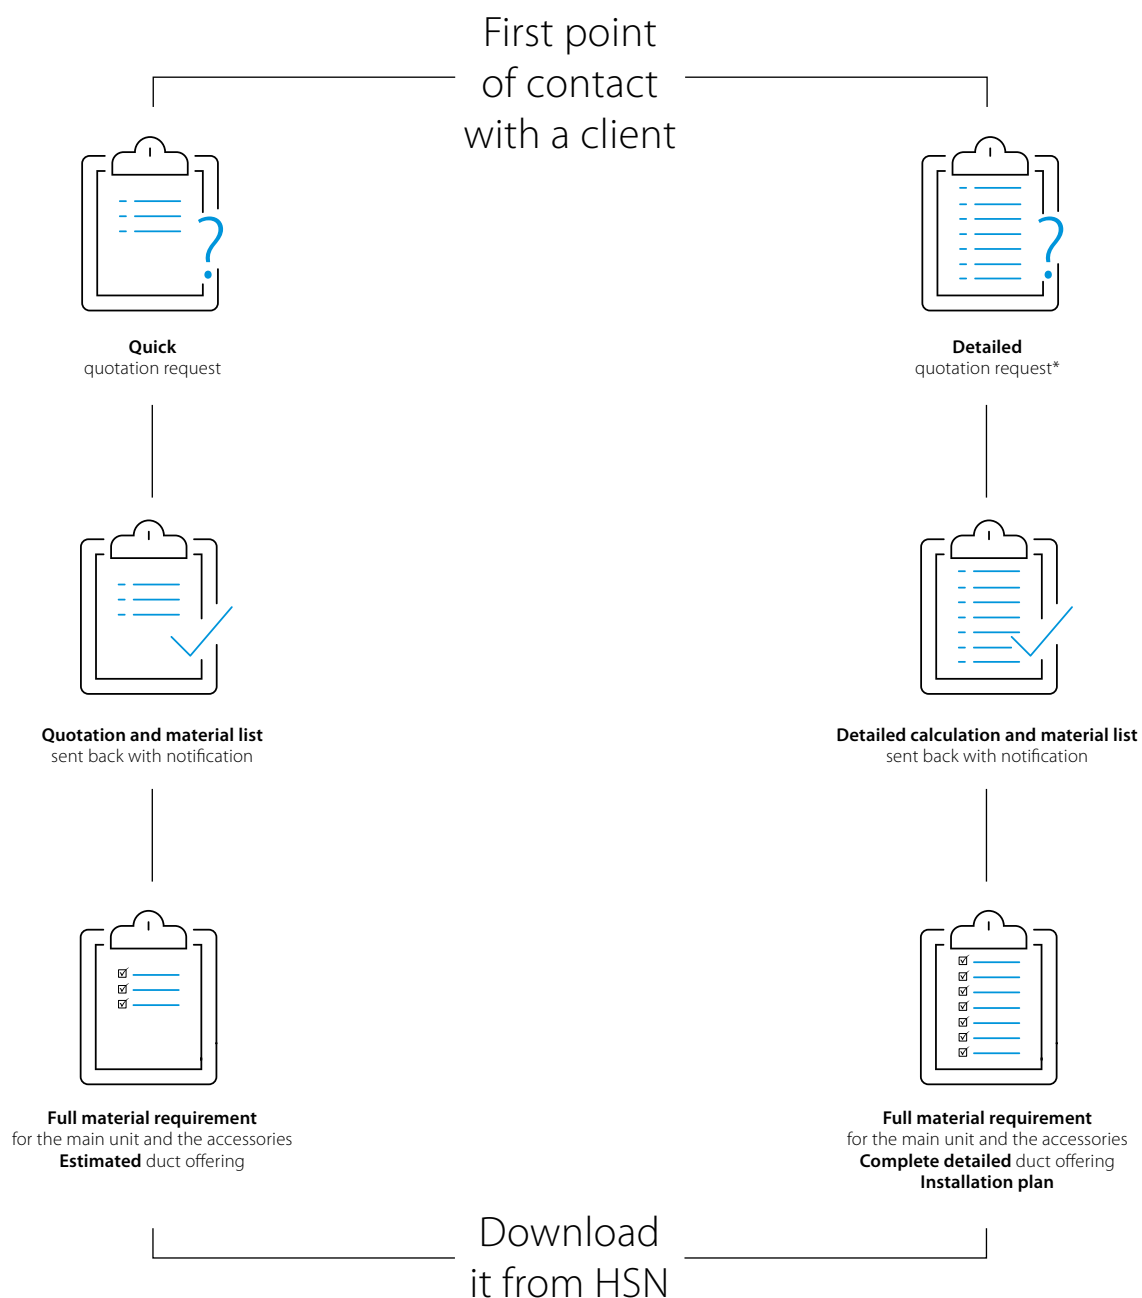 First point
of contact
with a client
Quick
quotation request
Detailed
quotation request*
Quotation and material list
sent back with notification
Detailed calculation and material list
sent back with notification
Full material requirement
for the main unit and the accessories
Estimated duct offering
Full material requirement
for the main unit and the accessories
Complete detailed duct offering
Installation plan
Download
it from HSN